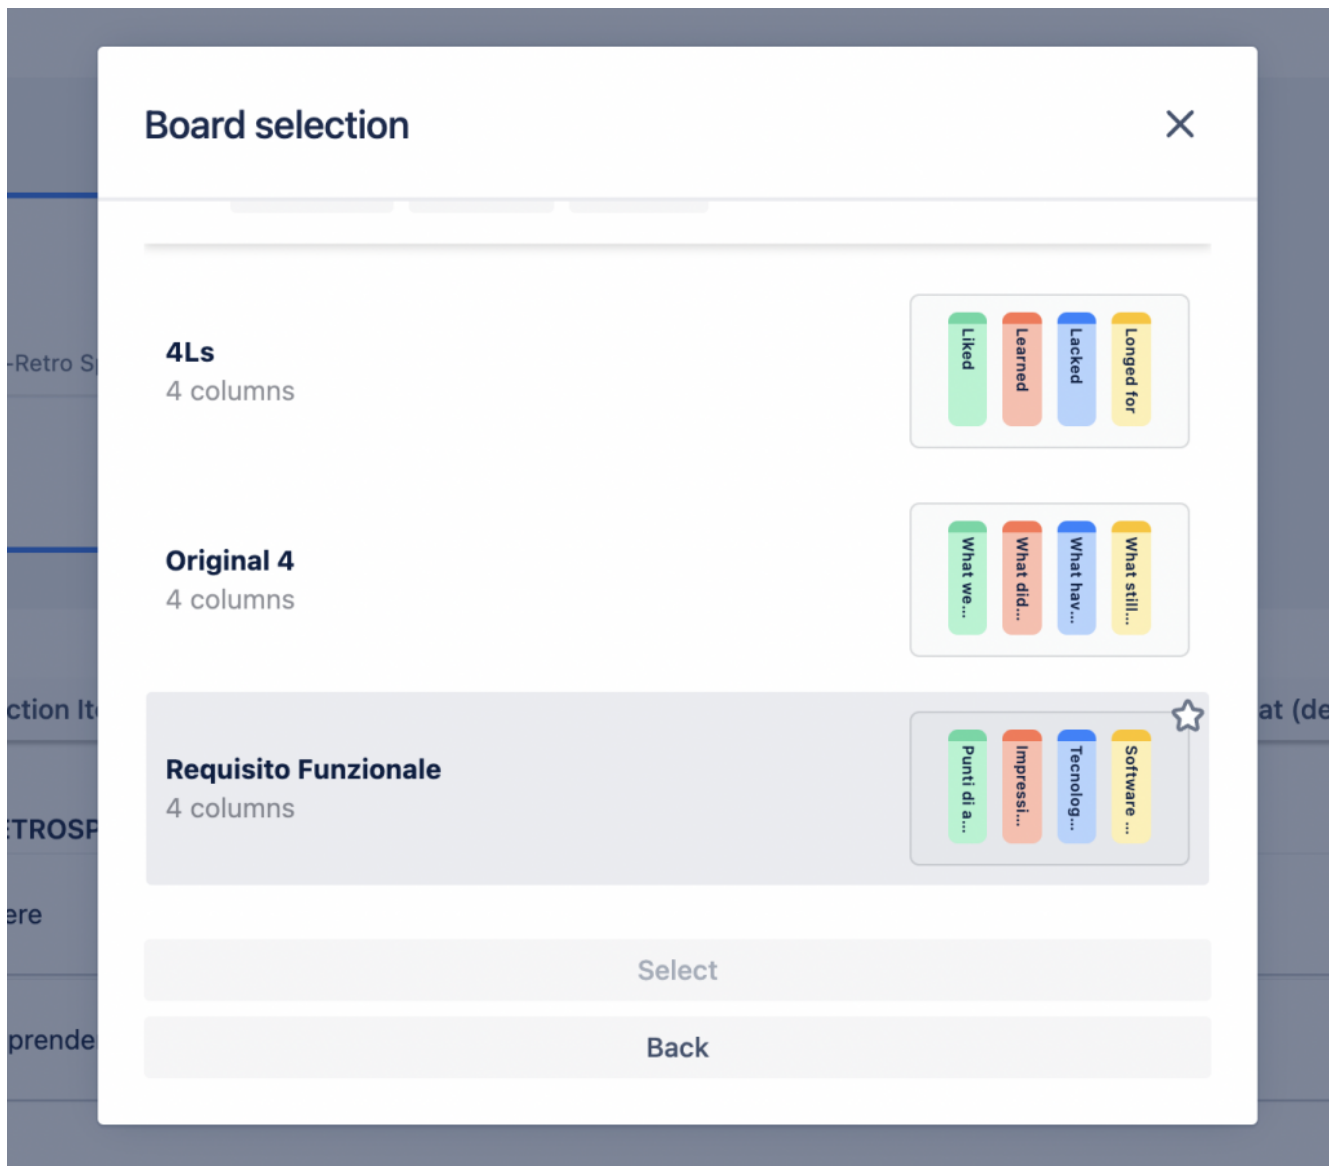 Board selection
-Retro S
4Ls
4 columns
Liked
Learned
Lacked
Longed for
Original 4
4 columns
What we...
What did...
What hav...
What still...
ction It
at (de
Requisito Funzionale
4 columns
Punti di a...
Impressi...
Tecnolog...
Software ...
TROSP
ere
Select
prende
Back